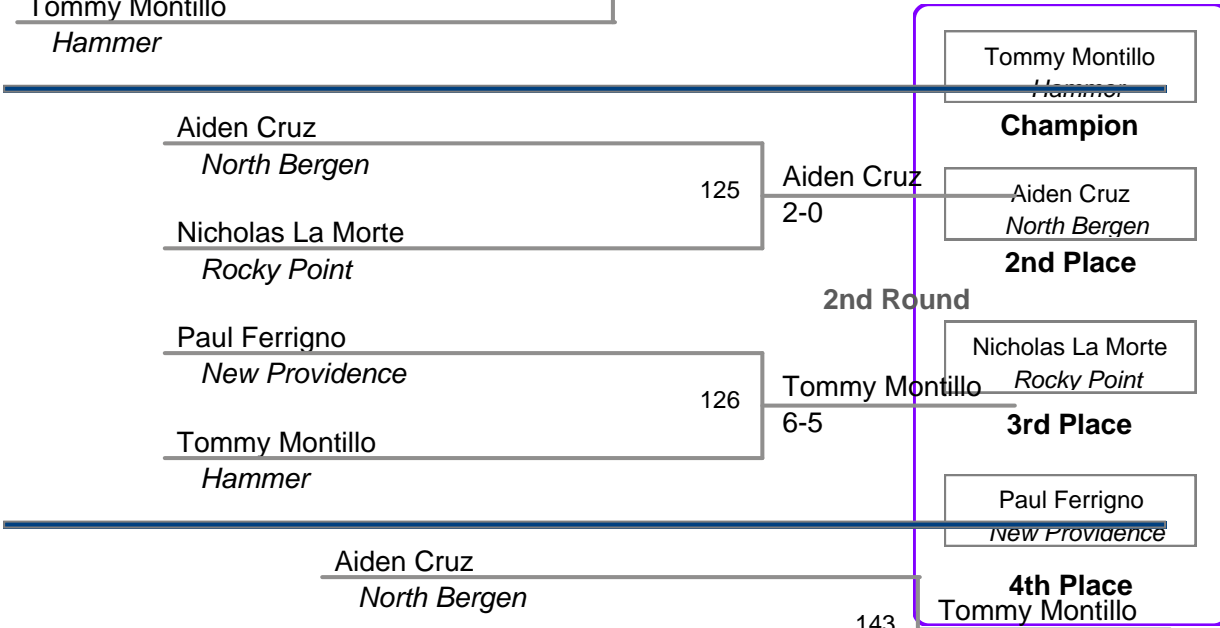 Tommy Montillo
Hammer
Tommy Montillo
Hammer
Champion
Aiden Cruz
North Bergen
125
Aiden Cruz
2-0
Nicholas La Morte
Rocky Point
Aiden Cruz
North Bergen
2nd Place
2nd Round
Paul Ferrigno
New Providence
126
Tommy Montillo
6-5
Tommy Montillo
Hammer
Nicholas La Morte
Rocky Point
3rd Place
Paul Ferrigno
New Providence
4th Place
Aiden Cruz
North Bergen
143
Tommy Montillo